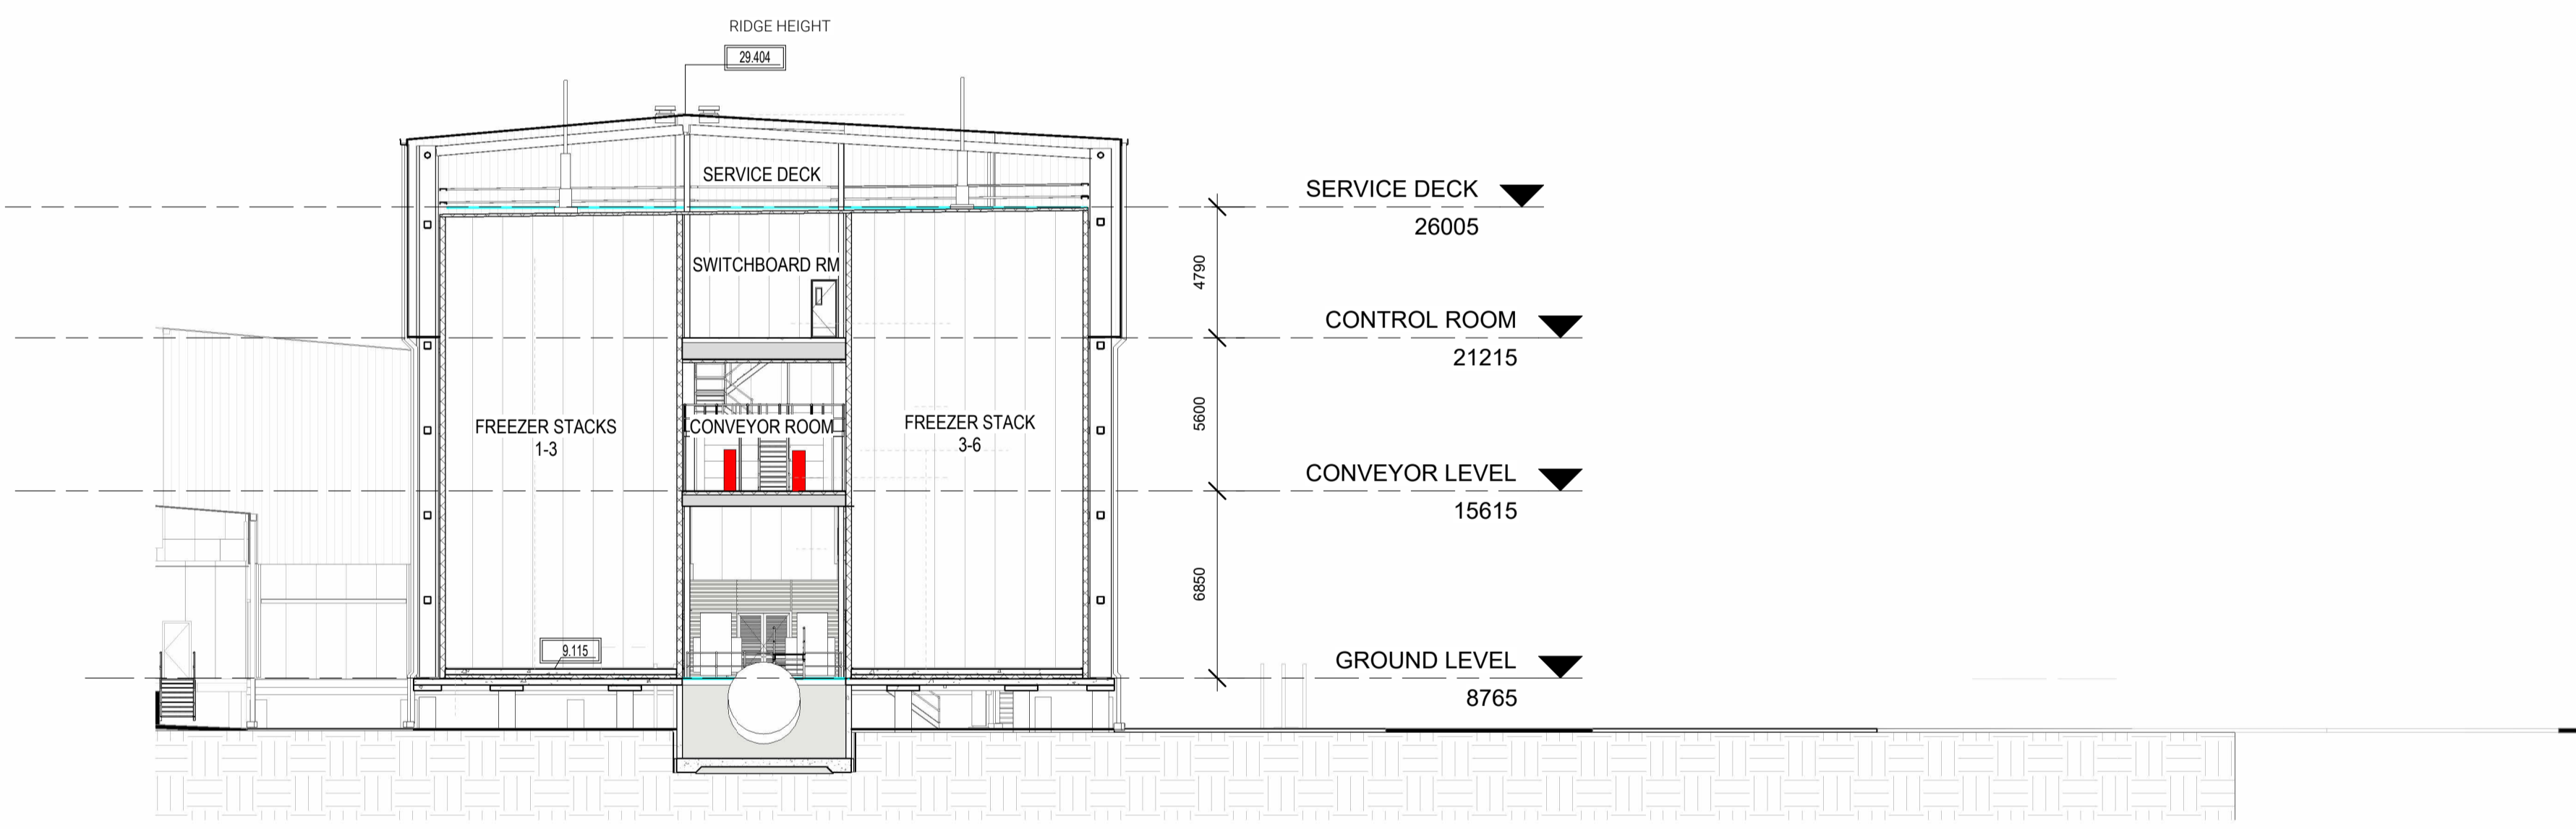 RIDGE HEIGHT
29.404
SERVICE DECK
SERVICE DECK
26005
4790
SWITCHBOARD RM
CONTROL ROOM
21215
5600
FREEZER STACKS
1-3
CONVEYOR ROOM
FREEZER STACK
3-6
CONVEYOR LEVEL
15615
6850
9.115
GROUND LEVEL
8765